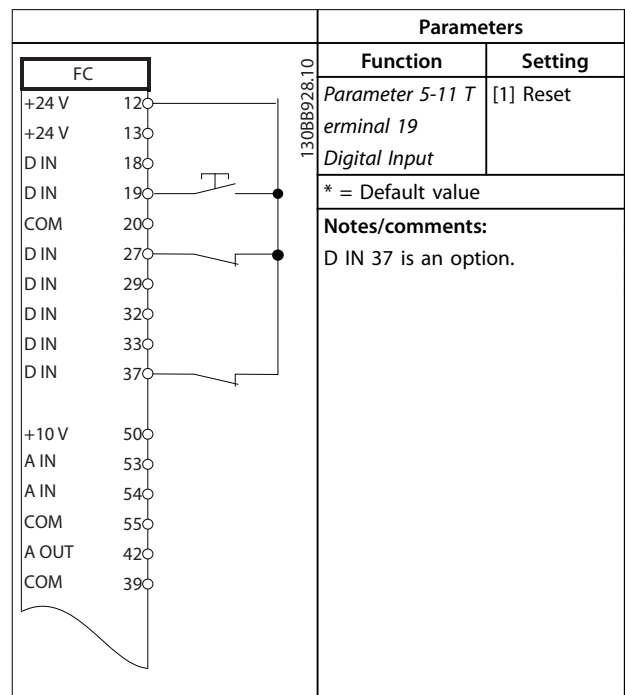 FC
+24 V 12
+24 V 13
D IN 18
D IN 19
COM 20
D IN 27
D IN 29
D IN 32
D IN 33
D IN 37
+10 V 50
A IN 53
A IN 54
COM 55
A OUT 42
COM 39
130BB928.10
Parameters
Function Setting
Parameter 5-11 T [1] Reset
erminal 19
Digital Input
* = Default value
Notes/comments:
D IN 37 is an option.